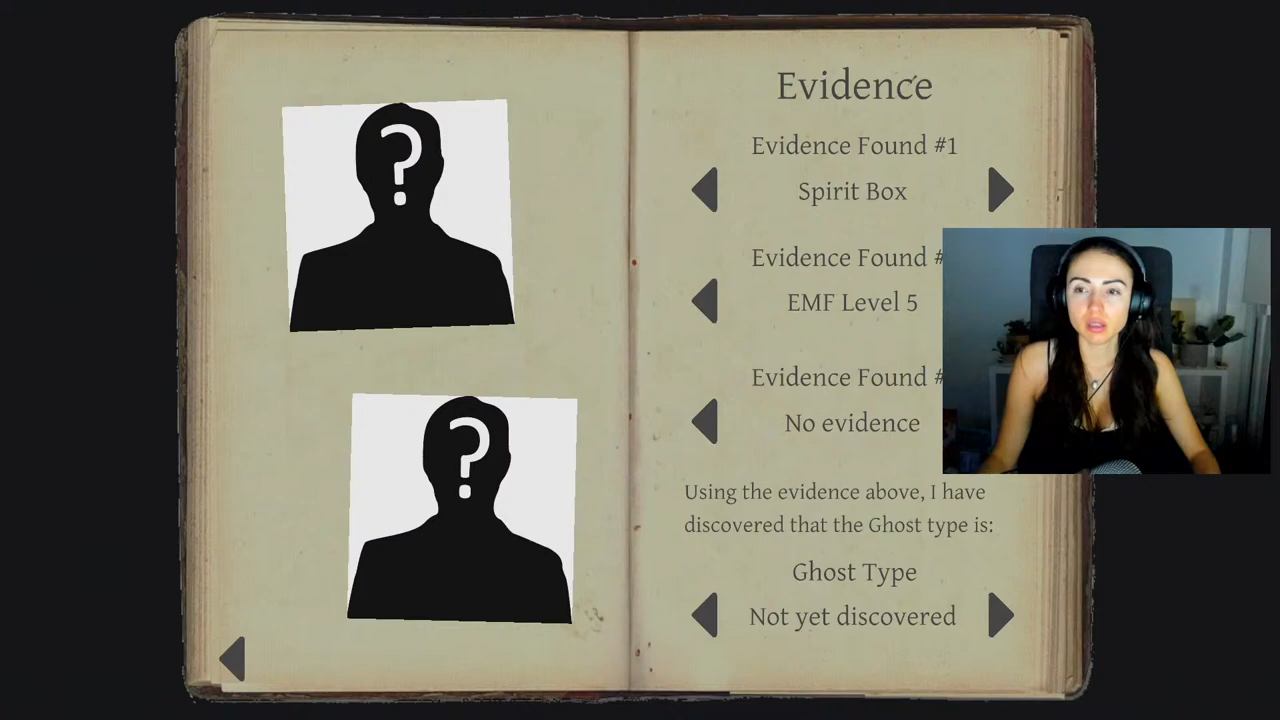 ?
?
Evidence
Evidence Found #1
Spirit Box
Evidence Found #
EMF Level 5
Evidence Found #
No evidence
Using the evidence above, I have
discovered that the Ghost type is:
Ghost Type
Not yet discovered